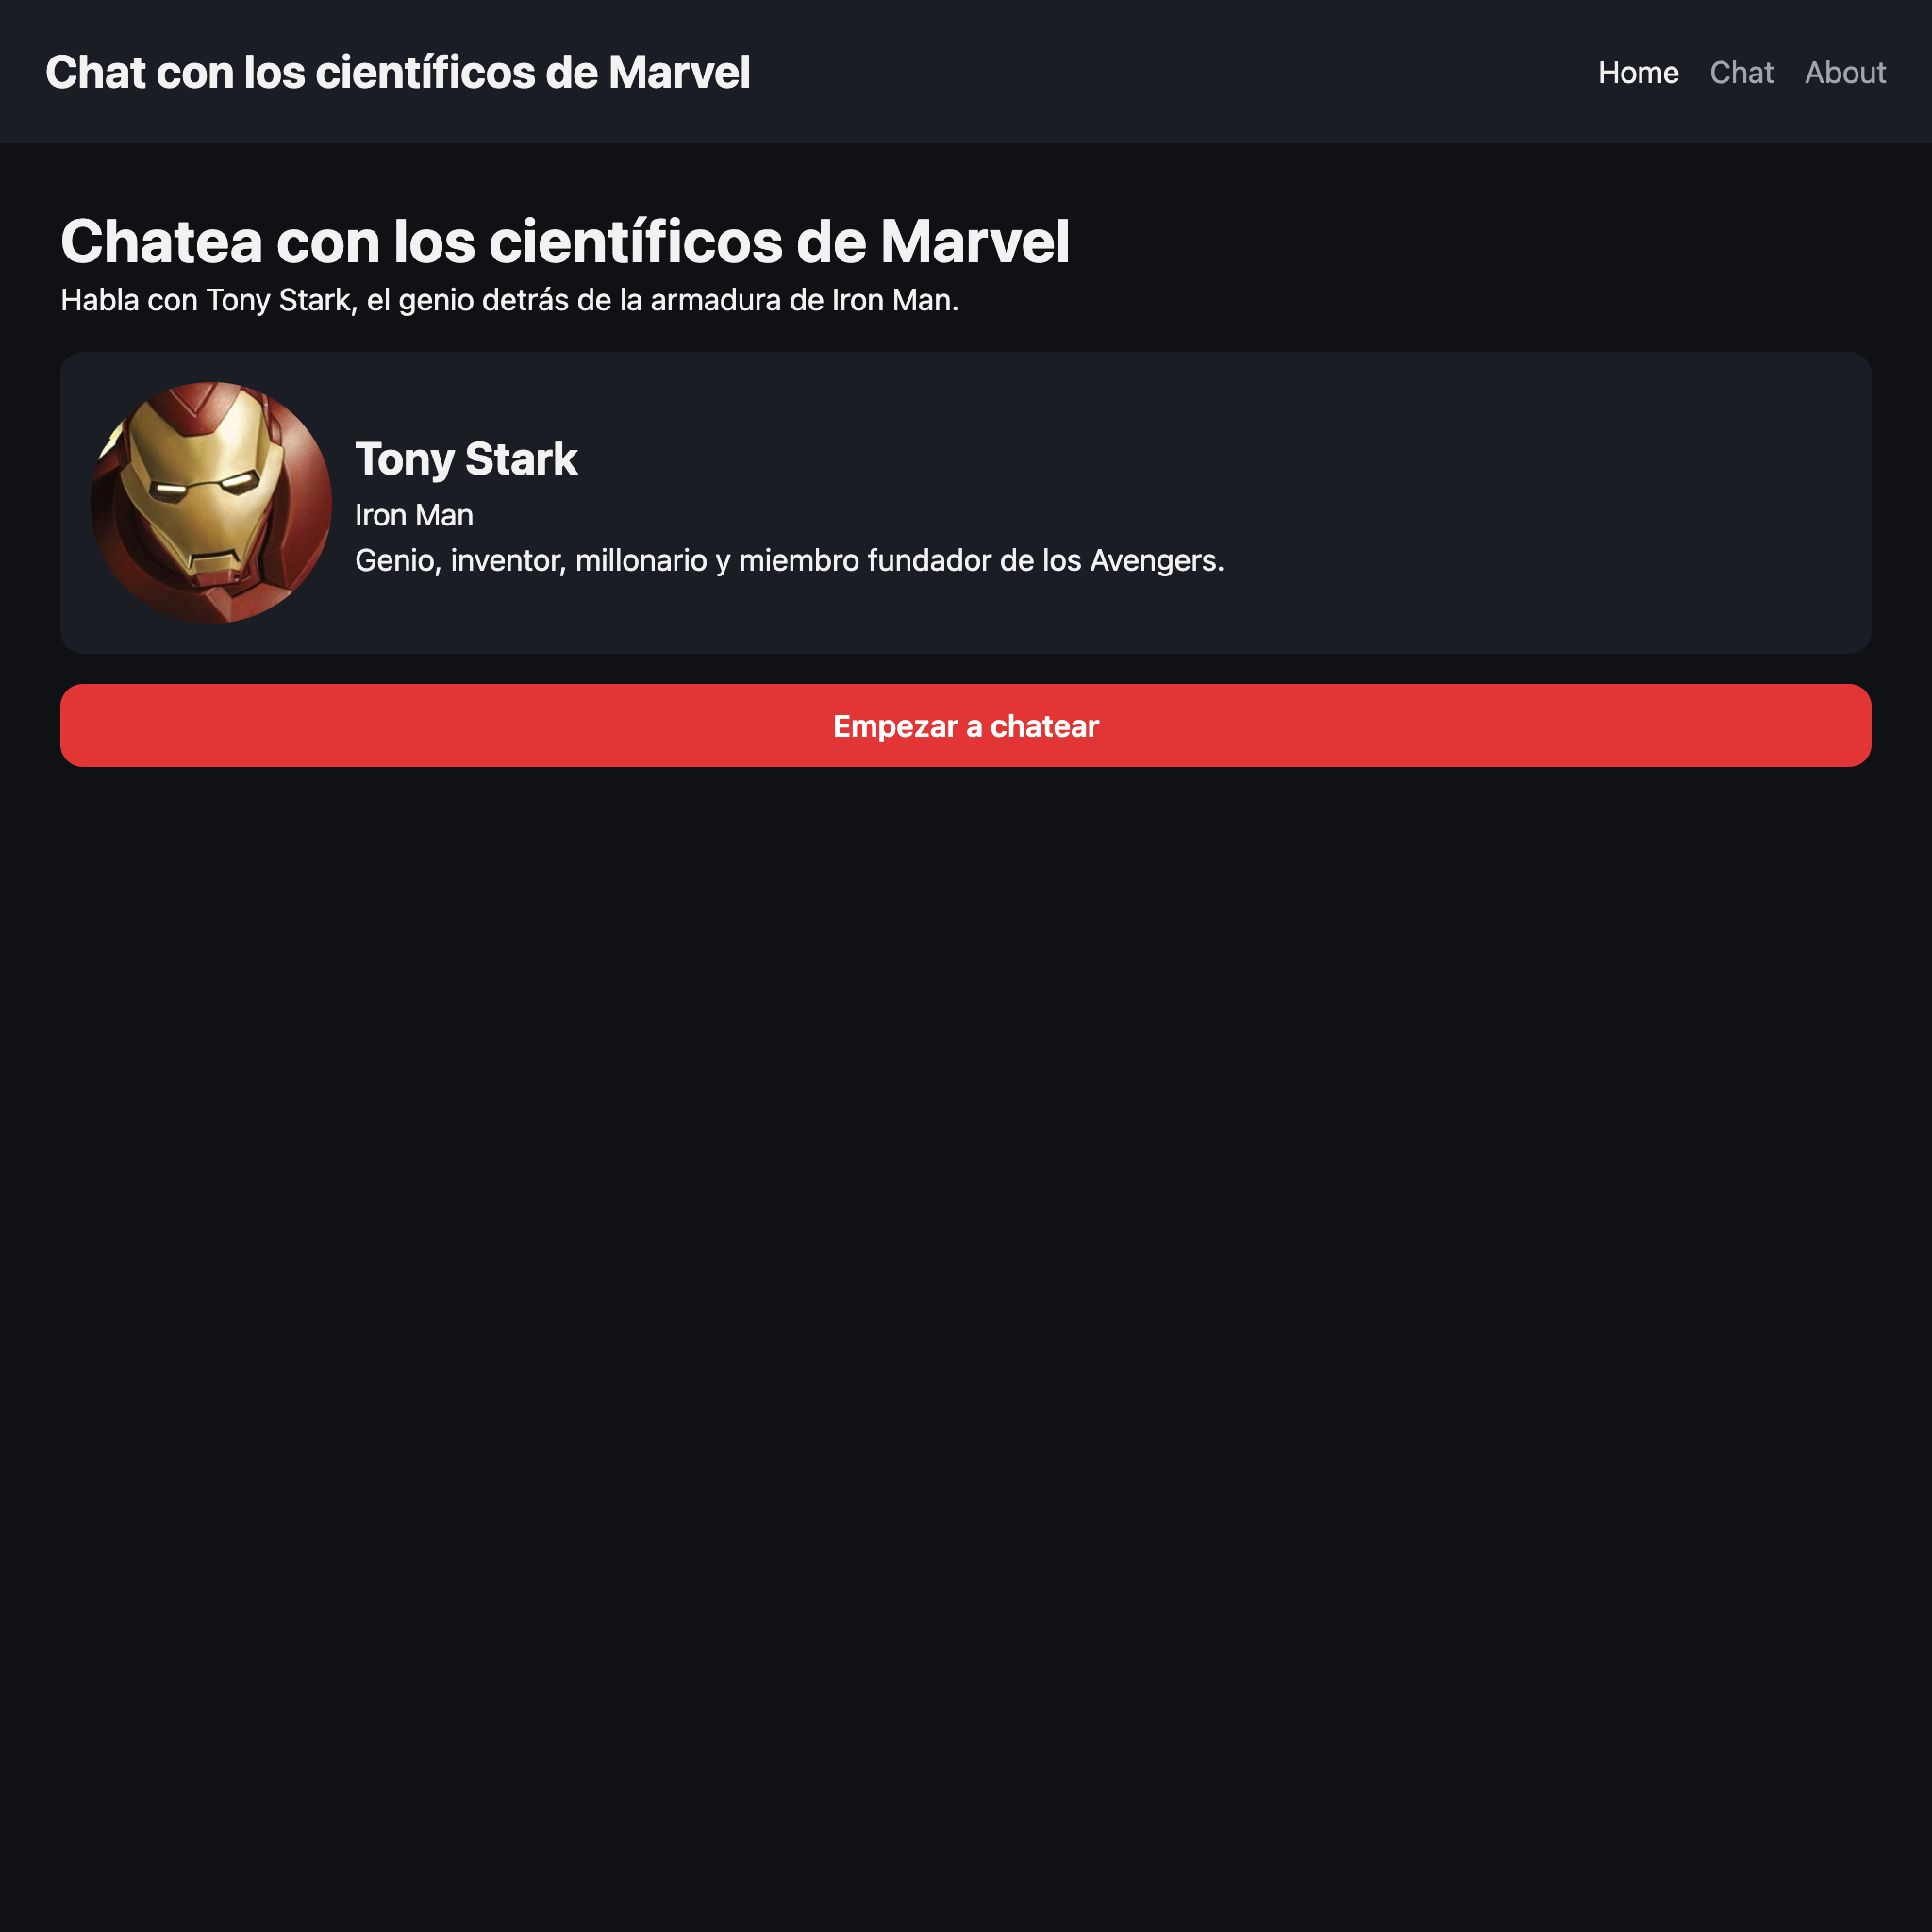 Chat con los científicos de Marvel
Home Chat About
Chatea con los científicos de Marvel
Habla con Tony Stark, el genio detrás de la armadura de Iron Man.
Tony Stark
Iron Man
Genio, inventor, millonario y miembro fundador de los Avengers.
Empezar a chatear